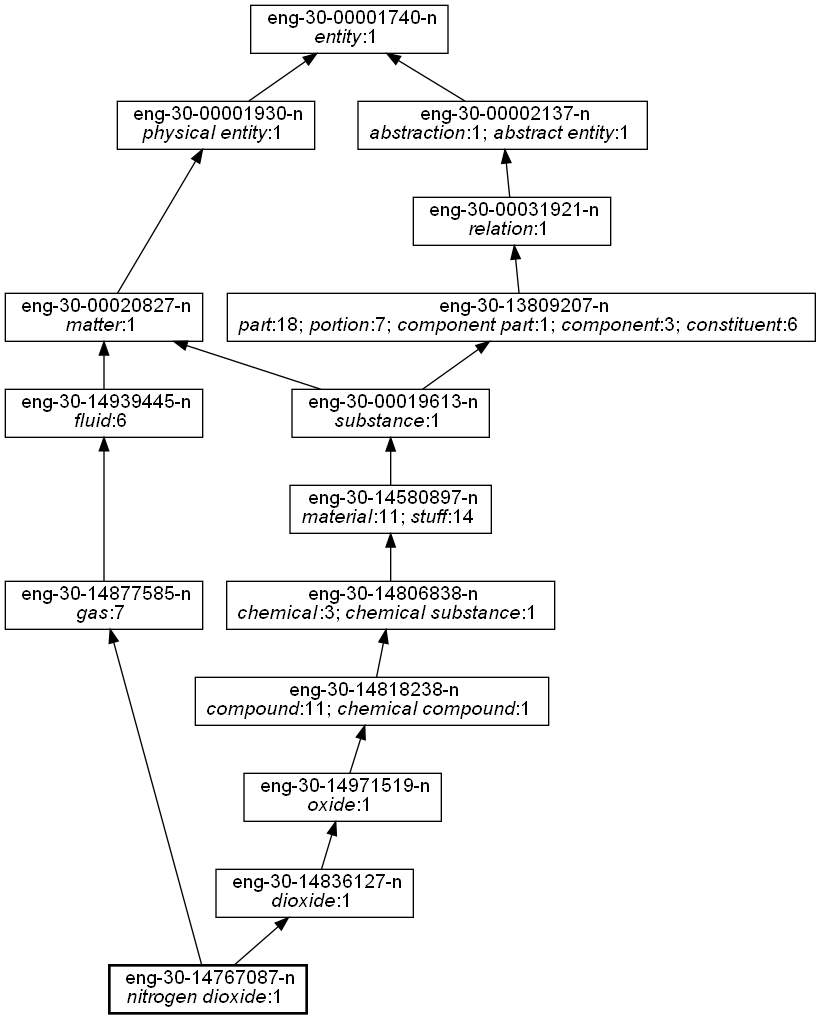 eng-30-00001740-n
entity:1
eng-30-00001930-n
physical entity:1
eng-30-00002137-n
abstraction:1; abstract entity:1
eng-30-00031921-n
relation:1
eng-30-00020827-n
matter:1
eng-30-13809207-n
part:18; portion:7; component part:1; component:3; constituent:6
eng-30-14939445-n
fluid:6
eng-30-00019613-n
substance:1
eng-30-14580897-n
material:11; stuff:14
eng-30-14877585-n
gas:7
eng-30-14806838-n
chemical:3; chemical substance:1
eng-30-14818238-n
compound:11; chemical compound:1
eng-30-14971519-n
oxide:1
eng-30-14836127-n
dioxide:1
eng-30-14767087-n
nitrogen dioxide:1